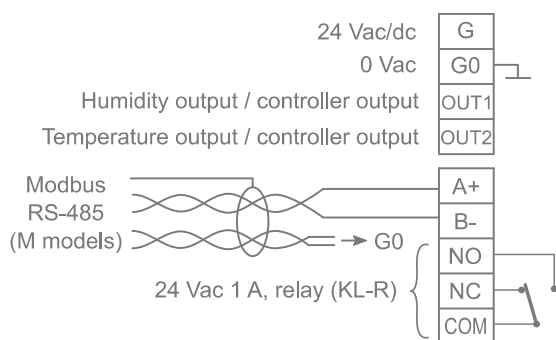 24 Vac/dc G
0 Vac G0
Humidity output / controller output OUT1
Temperature output / controller output OUT2
Modbus A+
RS-485 B-
(M models) G0
NO
24 Vac 1 A, relay (KL-R) NC
COM